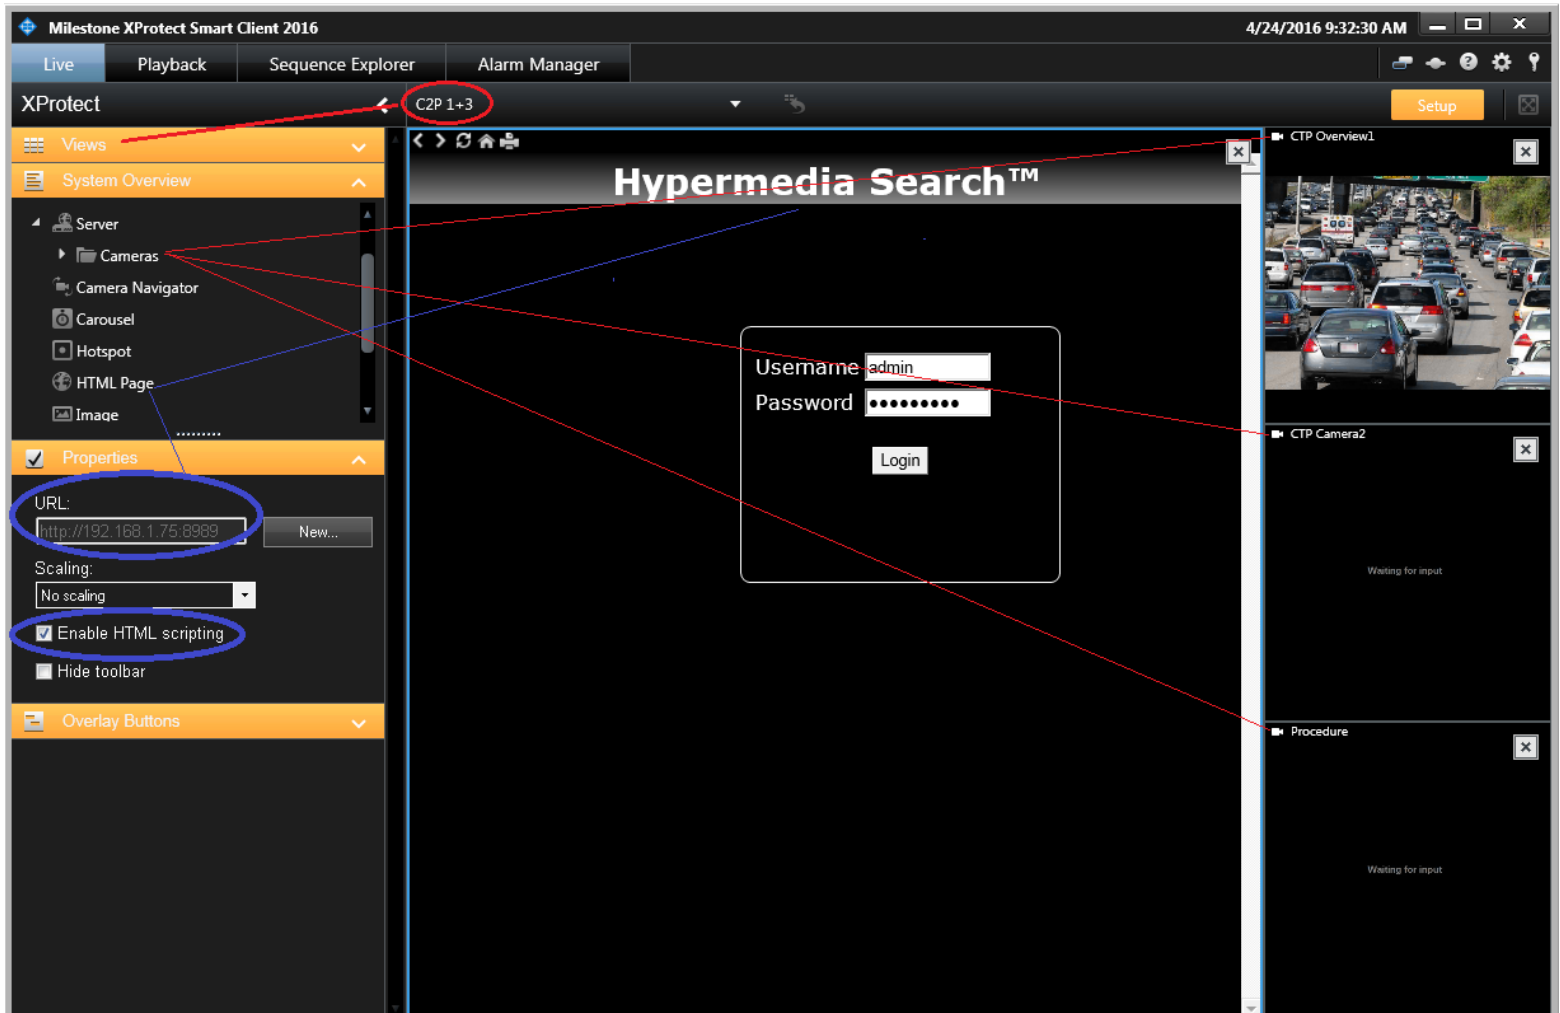 Milestone XProtect Smart Client 2016
4/24/2016 9:32:30 AM
Live Playback Sequence Explorer Alarm Manager
XProtect
C2P 1+3
Setup
Views
System Overview
Server
Cameras
Camera Navigator
Carousel
Hotspot
HTML Page
Image
Properties
URL:
http://192.168.1.75:8989
New...
Scaling:
No scaling
Enable HTML scripting
Hide toolbar
Overlay Buttons
Hypermedia Search™
Username admin
Password ●●●●●●●●●
Login
CTP Overview1
CTP Camera2
Waiting for input
Procedure
Waiting for input